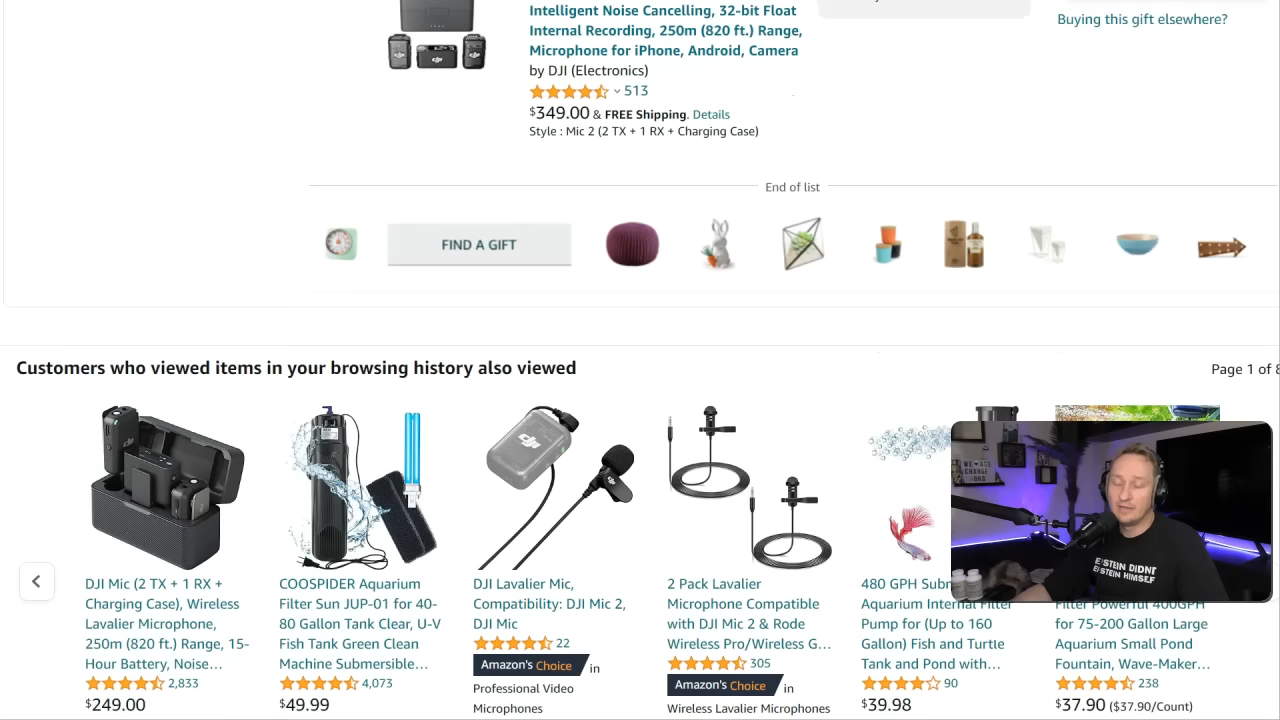 Intelligent Noise Cancelling, 32-bit Float
Internal Recording, 250m (820 ft.) Range,
Microphone for iPhone, Android, Camera
by DJI (Electronics)
513
$349.00 & FREE Shipping. Details
Style : Mic 2 (2 TX + 1 RX + Charging Case)
Buying this gift elsewhere?
End of list
FIND A GIFT
Customers who viewed items in your browsing history also viewed
Page 1 of 8
DJI Mic (2 TX + 1 RX +
Charging Case), Wireless
Lavalier Microphone,
250m (820 ft.) Range, 15-
Hour Battery, Noise…
2,833
$249.00
COOSPIDER Aquarium
Filter Sun JUP-01 for 40-
80 Gallon Tank Clear, U-V
Fish Tank Green Clean
Machine Submersible…
4,073
$49.99
DJI Lavalier Mic,
Compatibility: DJI Mic 2,
DJI Mic
22
Amazon's Choice in
Professional Video
Microphones
2 Pack Lavalier
Microphone Compatible
with DJI Mic 2 & Rode
Wireless Pro/Wireless G…
305
Amazon's Choice in
Wireless Lavalier Microphones
480 GPH Subm
Aquarium Internal Filter
Pump for (Up to 160
Gallon) Fish and Turtle
Tank and Pond with…
90
$39.98
Filter Powerful 400GPH
for 75-200 Gallon Large
Aquarium Small Pond
Fountain, Wave-Maker…
238
$37.90 ($37.90/Count)
WE ARE
CHANGE
.ORG
EPSTEIN DIDN'T
EPSTEIN HIMSELF